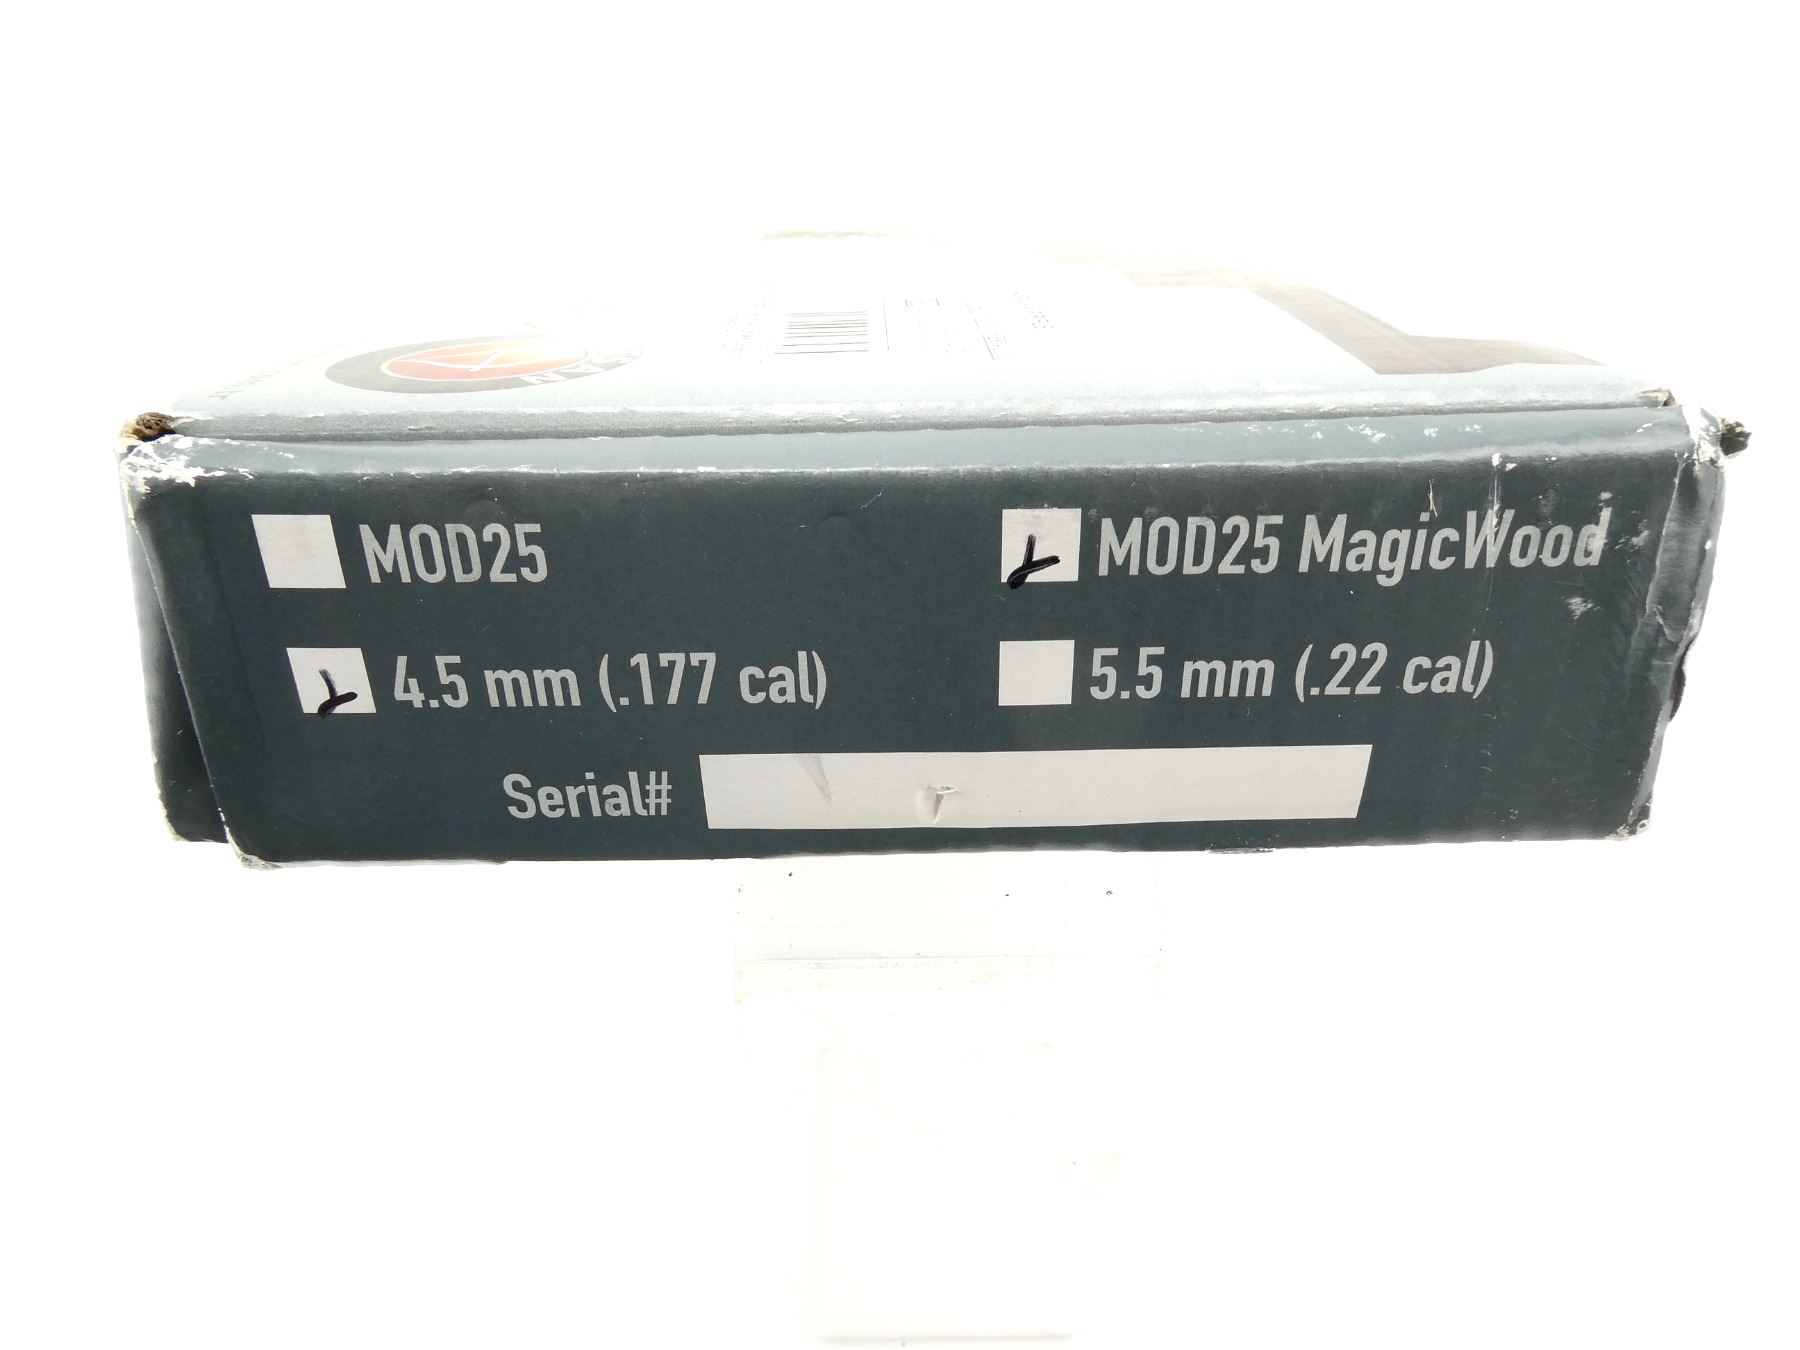 MOD25
MOD25 MagicWood
4.5 mm (.177 cal)
5.5 mm (.22 cal)
Serial#